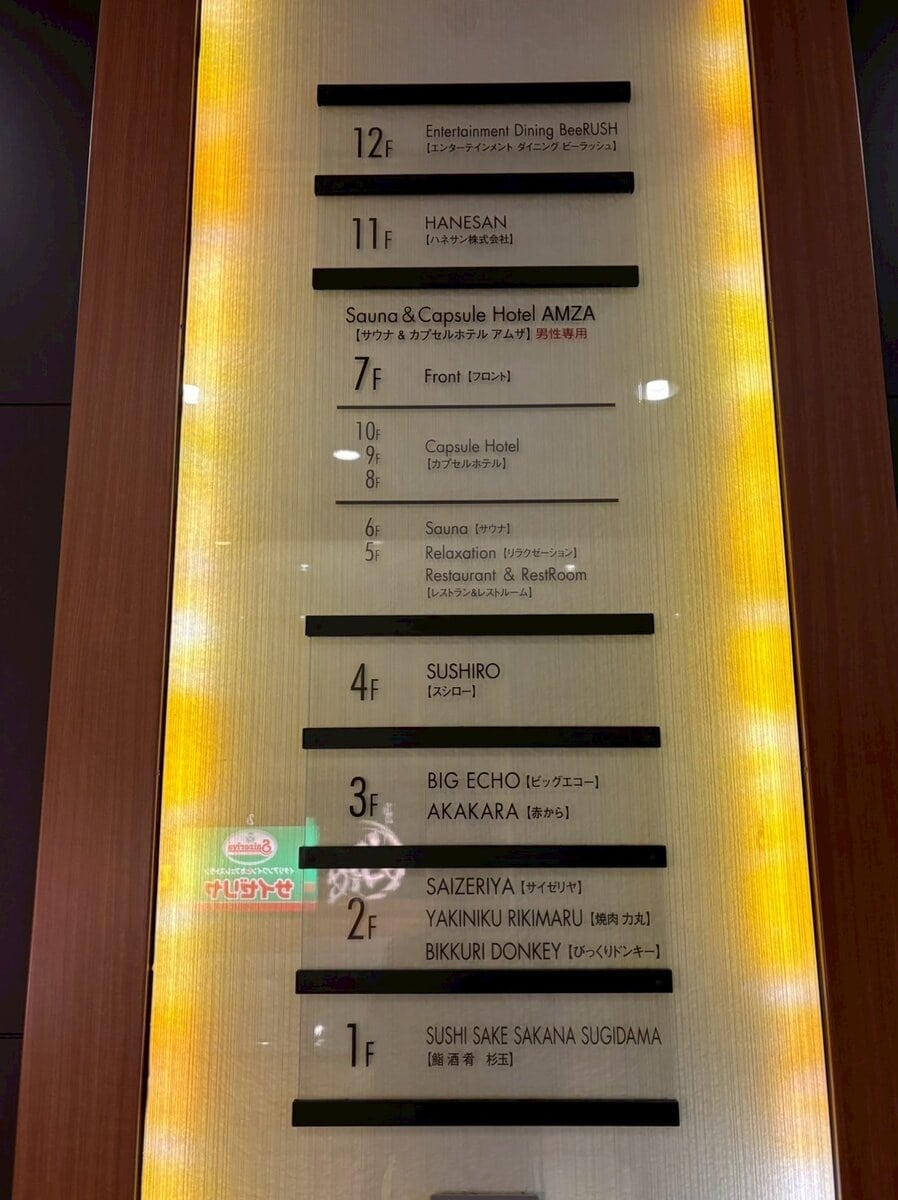 12F Entertainment Dining BeeRUSH
【エンターテインメント ダイニング ビーラッシュ】
11F HANESAN
【ハネサン株式会社】
Sauna & Capsule Hotel AMZA
【サウナ & カプセルホテル アムザ】男性専用
7F Front【フロント】
10F
9F
8F
Capsule Hotel
【カプセルホテル】
6F Sauna【サウナ】
5F Relaxation【リラクゼーション】
Restaurant & RestRoom
【レストラン&レストルーム】
4F SUSHIRO
【スシロー】
3F BIG ECHO【ビッグエコー】
AKAKARA【赤から】
2F SAIZERIYA【サイゼリヤ】
YAKINIKU RIKIMARU【焼肉 力丸】
BIKKURI DONKEY【びっくりドンキー】
1F SUSHI SAKE SAKANA SUGIDAMA
【鮨 酒 肴 杉玉】
Saizeriya
サイゼリヤ